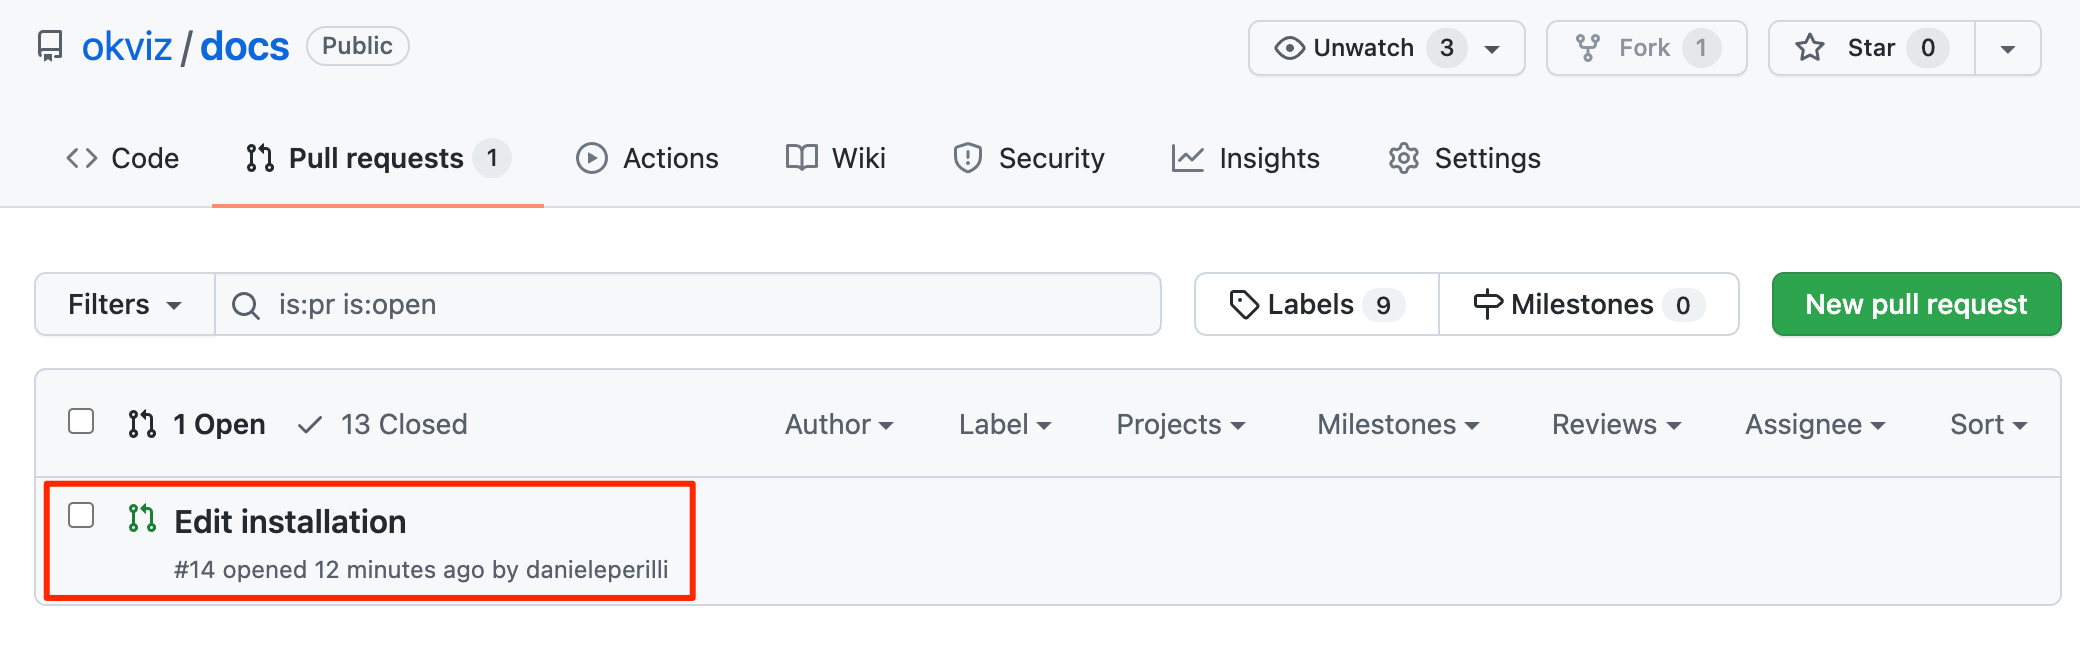 okviz / docs Public Unwatch 3 Fork 1 Star 0
Code Pull requests 1 Actions Wiki Security Insights Settings
Filters is:pr is:open Labels 9 Milestones 0 New pull request
1 Open 13 Closed Author Label Projects Milestones Reviews Assignee Sort
Edit installation
#14 opened 12 minutes ago by danieleperilli